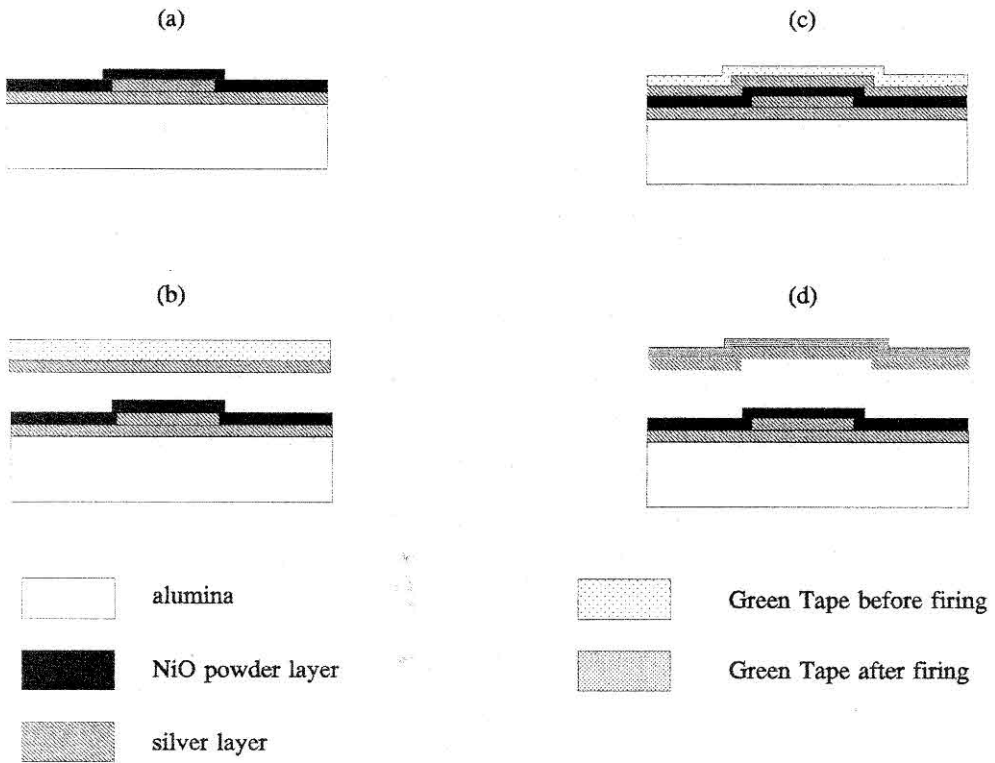 (a)
(c)
(b)
(d)
alumina
NiO powder layer
silver layer
Green Tape before firing
Green Tape after firing